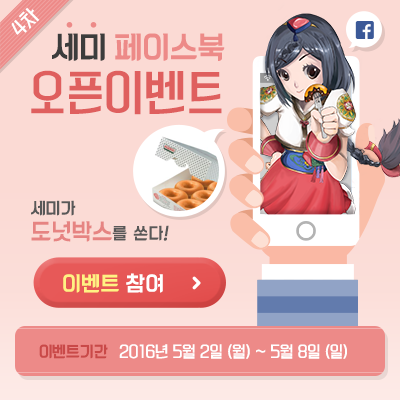 4차
세미 페이스북
오픈이벤트
세미가
도넛박스를 쏜다!
이벤트 참여
이벤트기간 2016년 5월 2일 (월) ~ 5월 8일 (일)
f